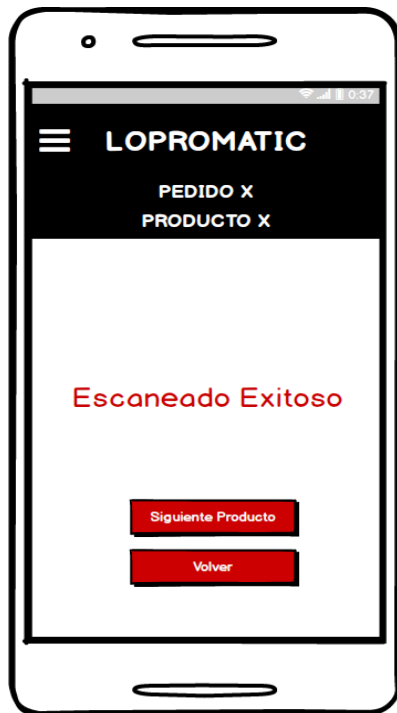 0:37
LOPROMATIC
PEDIDO X
PRODUCTO X
Escaneado Exitoso
Siguiente Producto
Volver